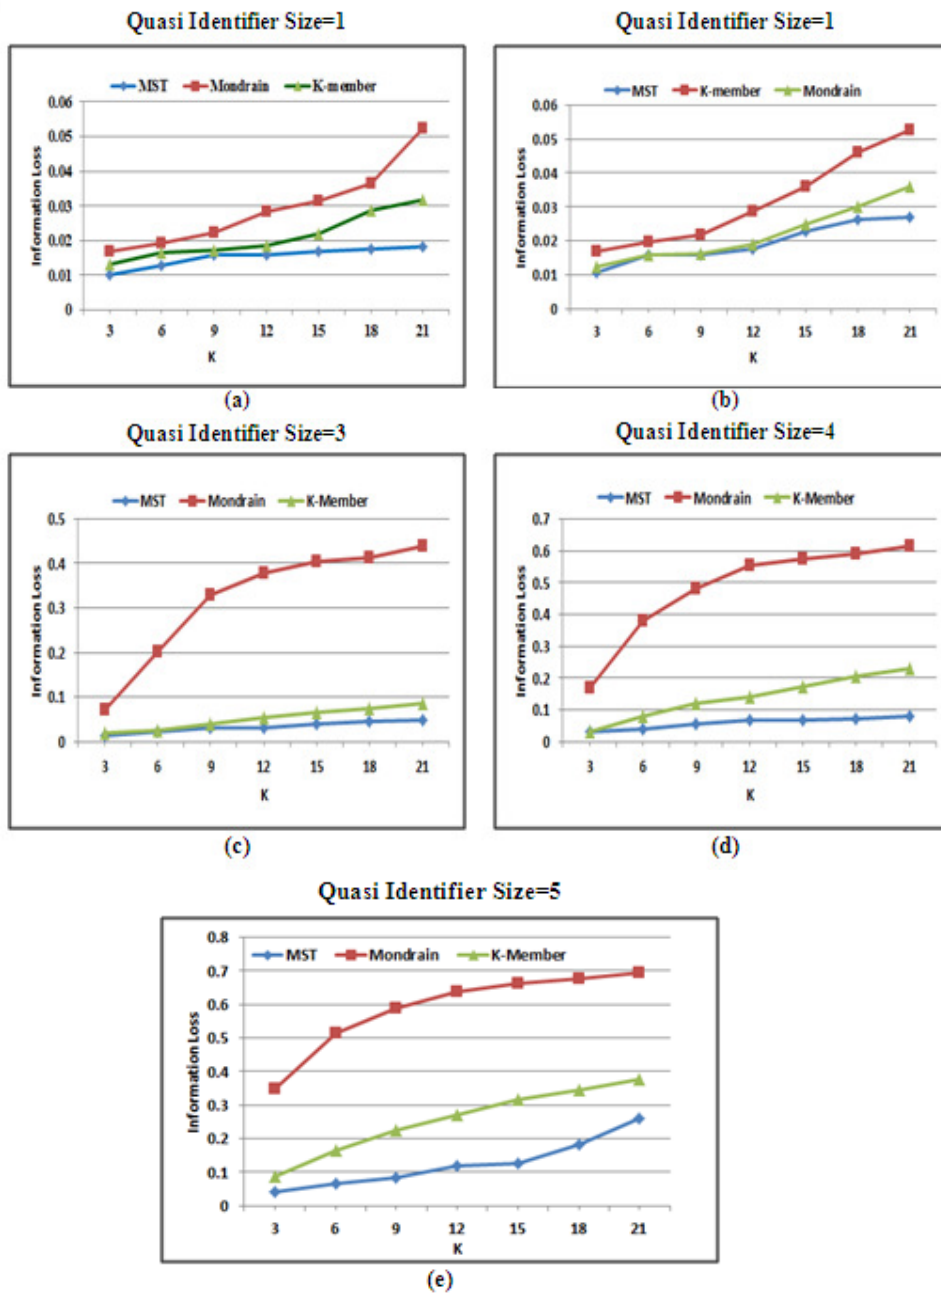 Quasi Identifier Size=1
MST Mondrain K-member
0.06
0.05
0.04
0.03
0.02
0.01
0
Information Loss
3 6 9 12 15 18 21
K
(a)
Quasi Identifier Size=1
MST K-member Mondrain
0.06
0.05
0.04
0.03
0.02
0.01
0
Information Loss
3 6 9 12 15 18 21
K
(b)
Quasi Identifier Size=3
MST Mondrain K-Member
0.5
0.4
0.3
0.2
0.1
0
Information Loss
3 6 9 12 15 18 21
K
(c)
Quasi Identifier Size=4
MST Mondrain K-Member
0.7
0.6
0.5
0.4
0.3
0.2
0.1
0
Information Loss
3 6 9 12 15 18 21
K
(d)
Quasi Identifier Size=5
MST Mondrain K-Member
0.8
0.7
0.6
0.5
0.4
0.3
0.2
0.1
0
Information Loss
3 6 9 12 15 18 21
K
(e)